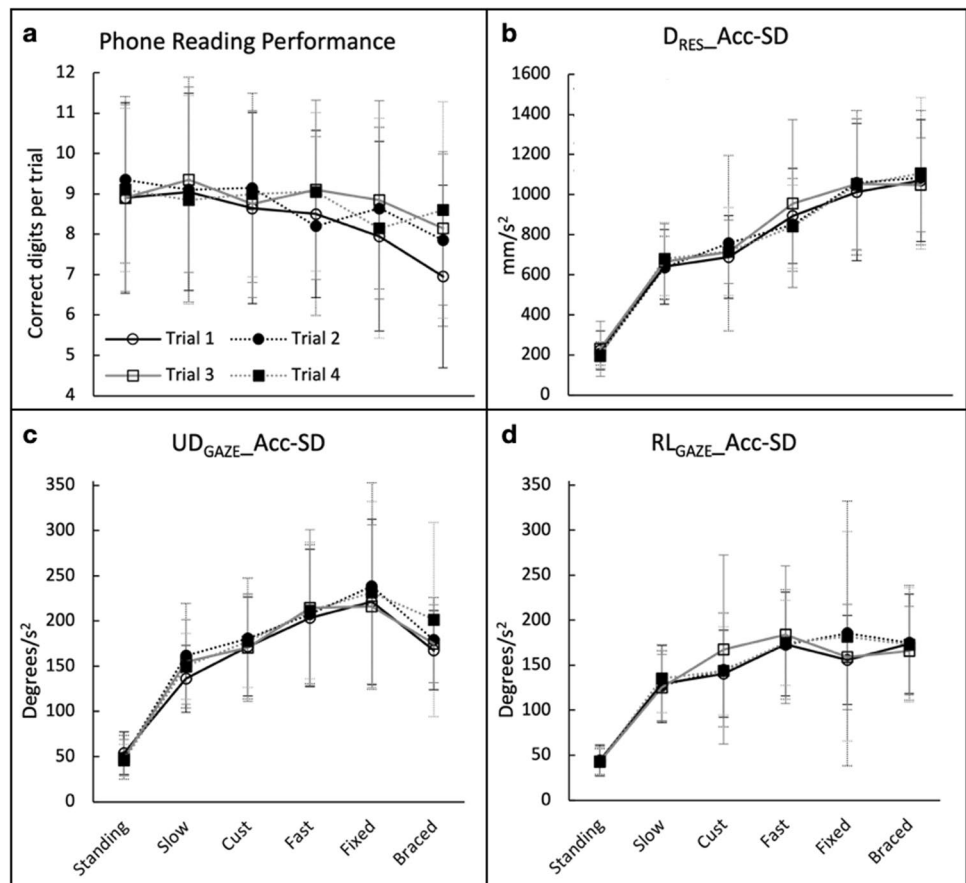 a
Phone Reading Performance
Correct digits per trial
12
11
10
9
8
7
6
5
4
Trial 1
Trial 2
Trial 3
Trial 4
b
D_RES_Acc-SD
mm/s²
1600
1400
1200
1000
800
600
400
200
0
c
UD_GAZE_Acc-SD
Degrees/s²
350
300
250
200
150
100
50
0
Standing
Slow
Cust
Fast
Fixed
Braced
d
RL_GAZE_Acc-SD
Degrees/s²
350
300
250
200
150
100
50
0
Standing
Slow
Cust
Fast
Fixed
Braced